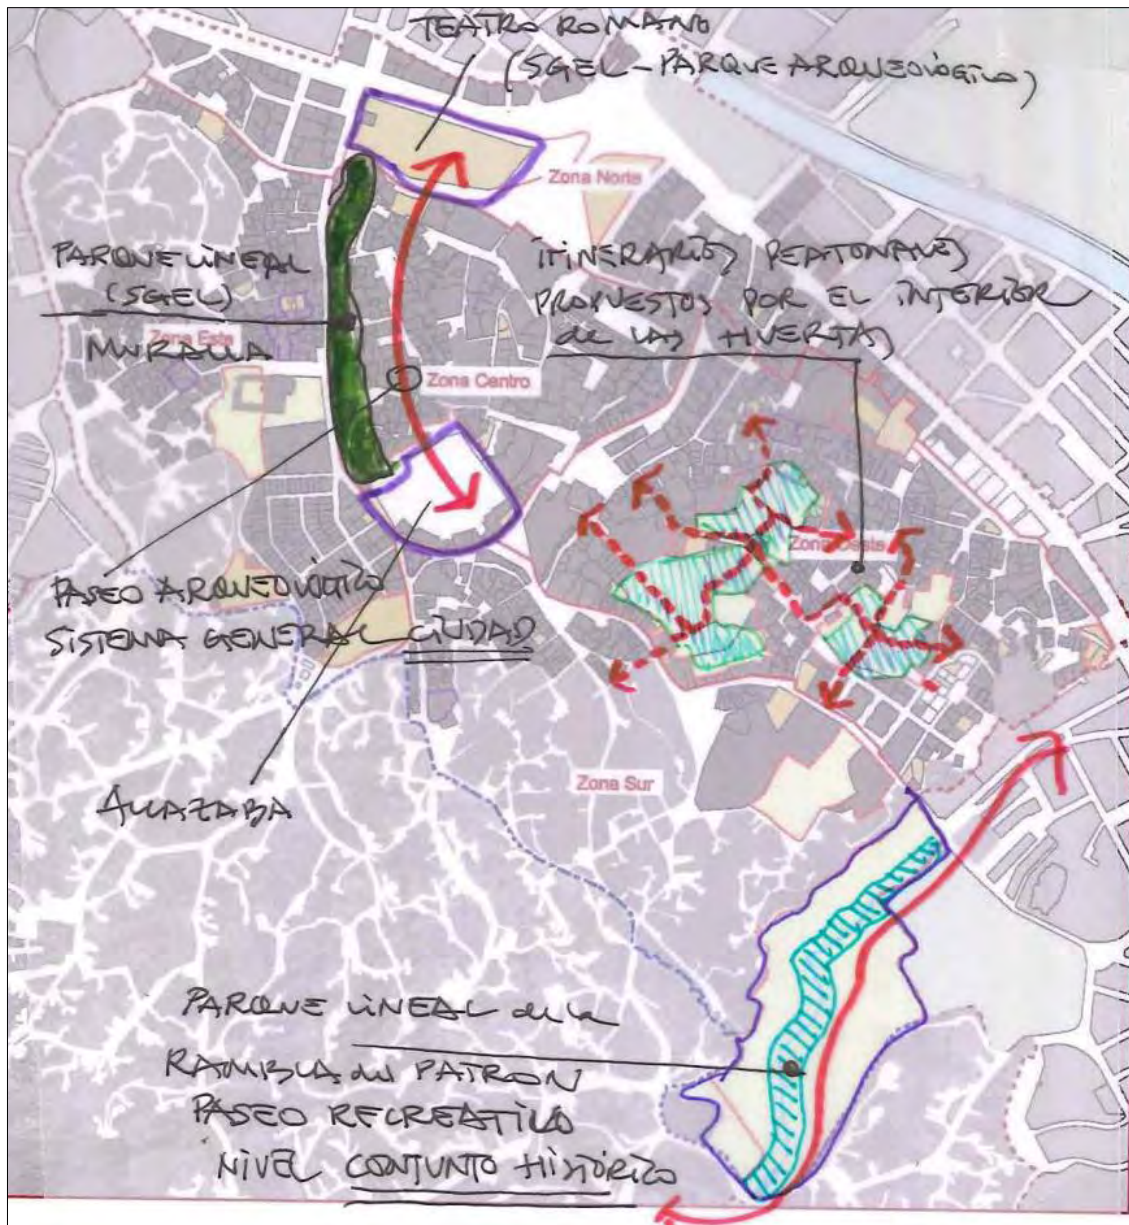 TEATRO ROMANO
(SGEL-PARQUE ARQUEOLÓGICO)
Zona Norte
PARQUE LINEAL
(SGEL)
MURALLA
Zona Este
ITINERARIOS PEATONALES
PROPUESTOS POR EL INTERIOR
de LAS HUERTAS
Zona Centro
Zona Oeste
PASEO ARQUEOLÓGICO
SISTEMA GENERAL CIUDAD
ALCAZABA
Zona Sur
PARQUE LINEAL de la
RAMBLA del PATRON
PASEO RECREATIVO
NIVEL CONJUNTO HISTÓRICO